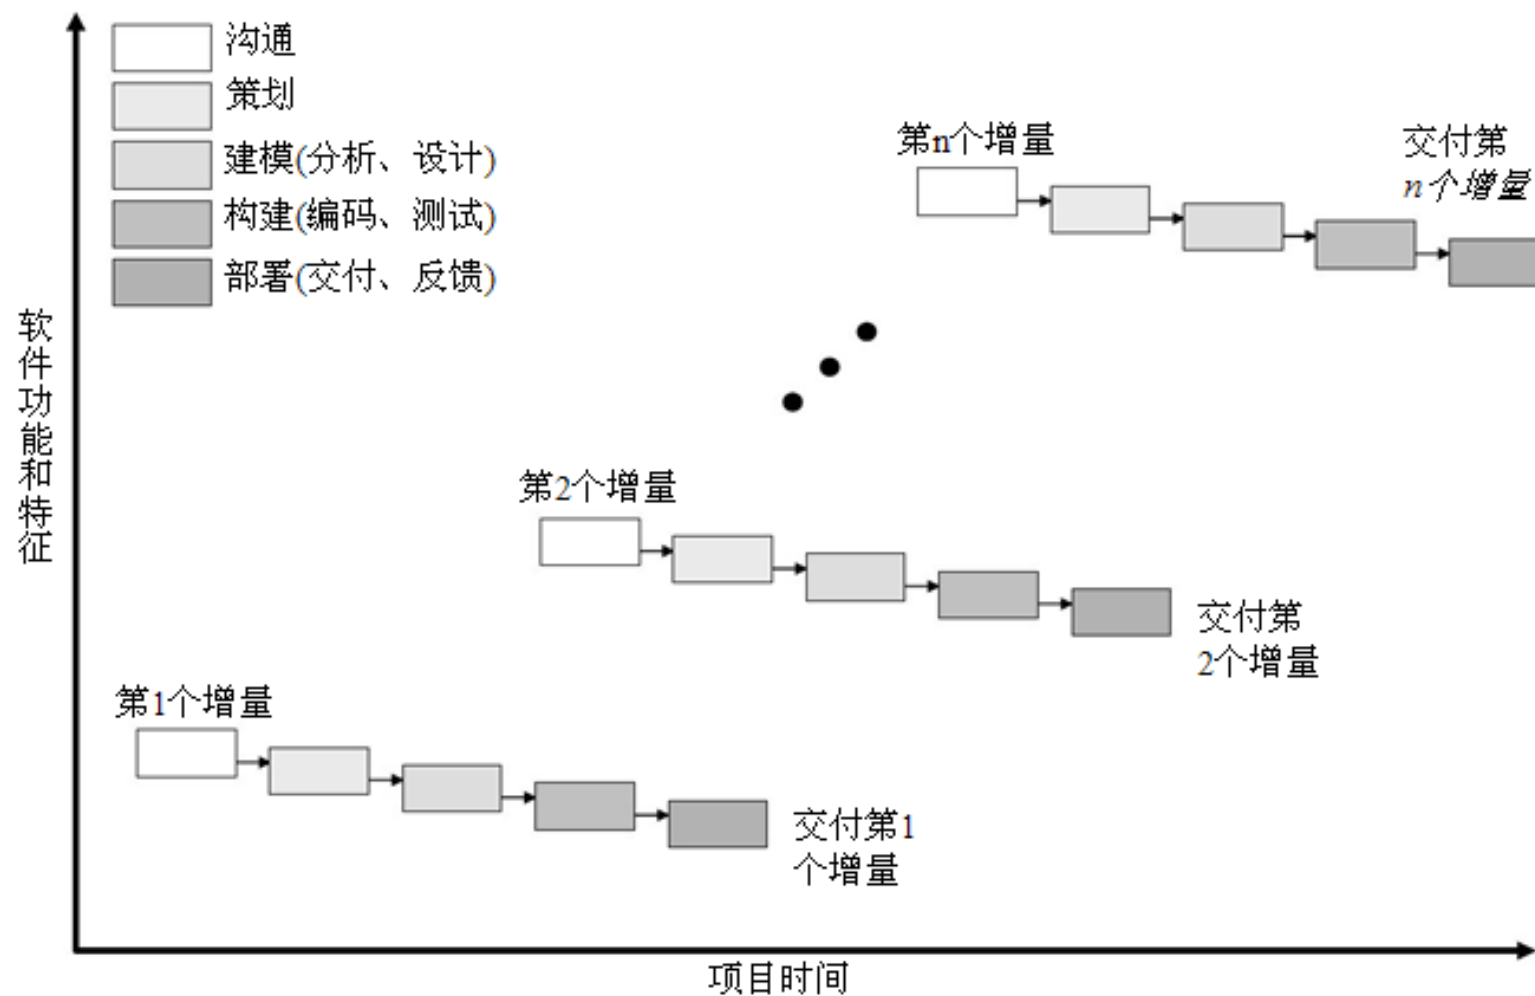 沟通
策划
建模(分析、设计)
构建(编码、测试)
部署(交付、反馈)
第n个增量
交付第
n个增量
软件功能和特征
第2个增量
交付第
2个增量
第1个增量
交付第1
个增量
项目时间